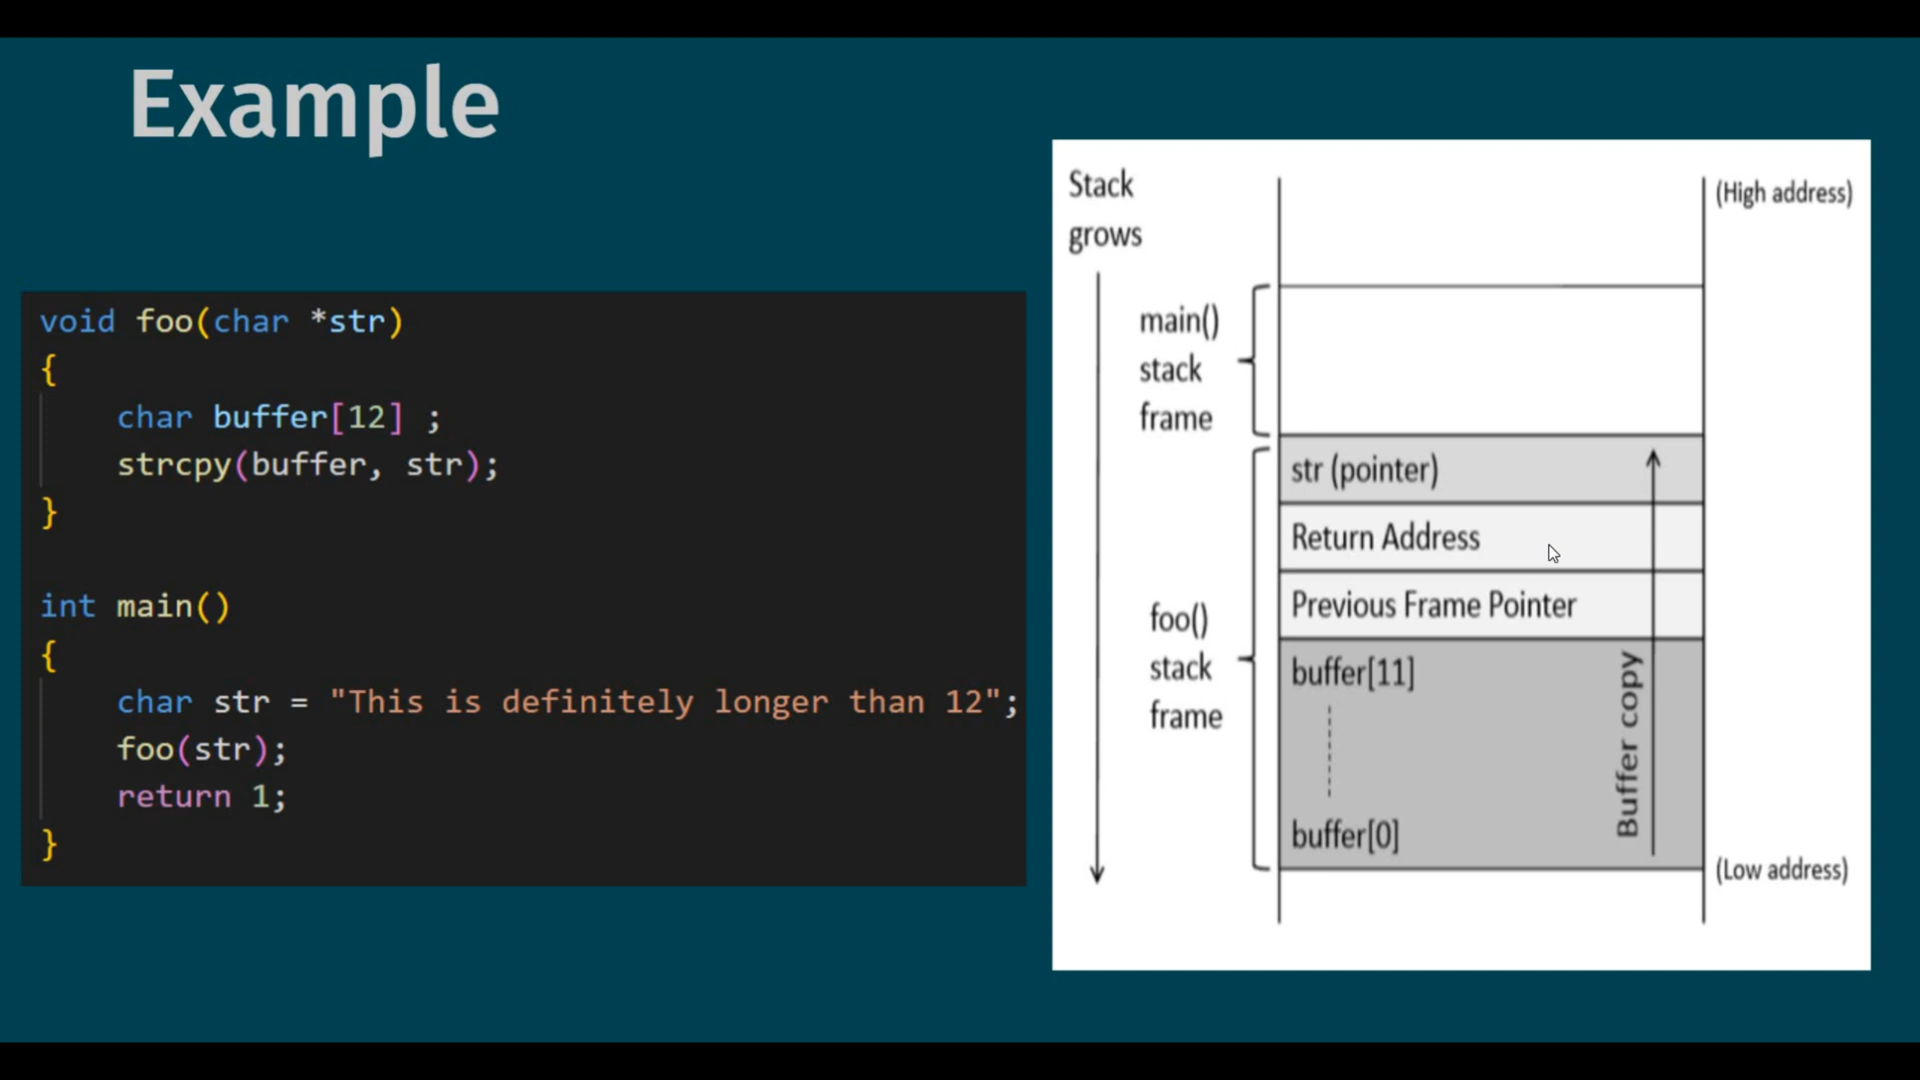 Example
void foo(char *str)
{
char buffer[12] ;
strcpy(buffer, str);
}
int main()
{
char str = "This is definitely longer than 12";
foo(str);
return 1;
}
Stack
grows
(High address)
main()
stack
frame
str (pointer)
Return Address
Previous Frame Pointer
foo()
stack
frame
buffer[11]
buffer[0]
Buffer copy
(Low address)